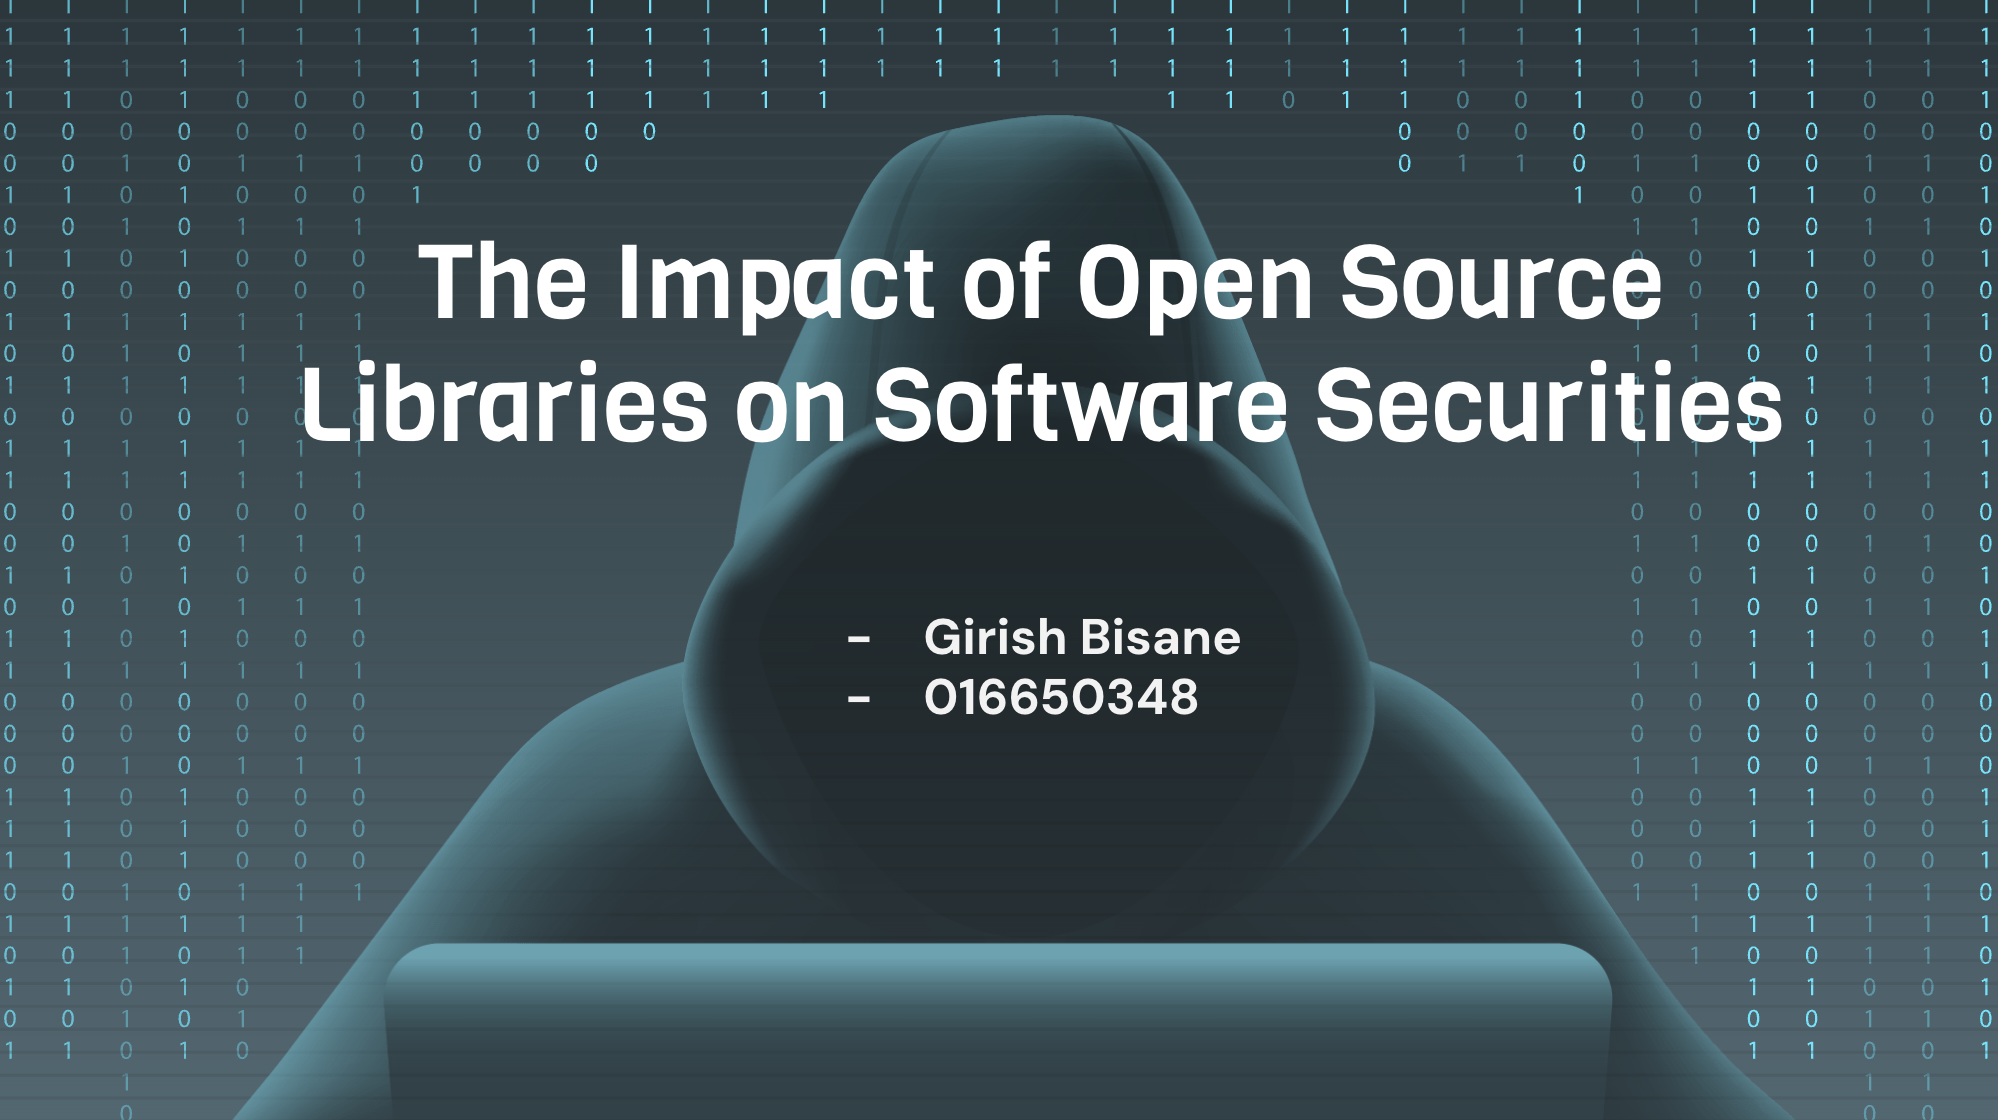 The Impact of Open Source
Libraries on Software Securities
- Girish Bisane
- 016650348